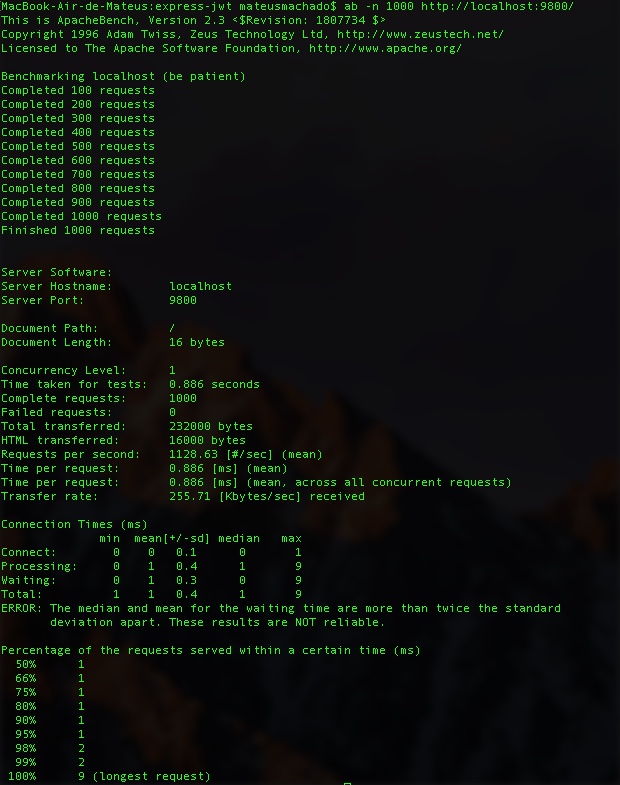 MacBook-Air-de-Mateus:express-jwt mateusmachado$ ab -n 1000 http://localhost:9800/
This is ApacheBench, Version 2.3 <$Revision: 1807734 $>
Copyright 1996 Adam Twiss, Zeus Technology Ltd, http://www.zeustech.net/
Licensed to The Apache Software Foundation, http://www.apache.org/

Benchmarking localhost (be patient)
Completed 100 requests
Completed 200 requests
Completed 300 requests
Completed 400 requests
Completed 500 requests
Completed 600 requests
Completed 700 requests
Completed 800 requests
Completed 900 requests
Completed 1000 requests
Finished 1000 requests


Server Software:
Server Hostname:        localhost
Server Port:            9800

Document Path:          /
Document Length:        16 bytes

Concurrency Level:      1
Time taken for tests:   0.886 seconds
Complete requests:      1000
Failed requests:        0
Total transferred:      232000 bytes
HTML transferred:       16000 bytes
Requests per second:    1128.63 [#/sec] (mean)
Time per request:       0.886 [ms] (mean)
Time per request:       0.886 [ms] (mean, across all concurrent requests)
Transfer rate:          255.71 [Kbytes/sec] received

Connection Times (ms)
              min  mean[+/-sd] median   max
Connect:        0    0   0.1      0       1
Processing:     0    1   0.4      1       9
Waiting:        0    1   0.3      0       9
Total:          1    1   0.4      1       9
ERROR: The median and mean for the waiting time are more than twice the standard
       deviation apart. These results are NOT reliable.

Percentage of the requests served within a certain time (ms)
  50%      1
  66%      1
  75%      1
  80%      1
  90%      1
  95%      1
  98%      2
  99%      2
 100%      9 (longest request)